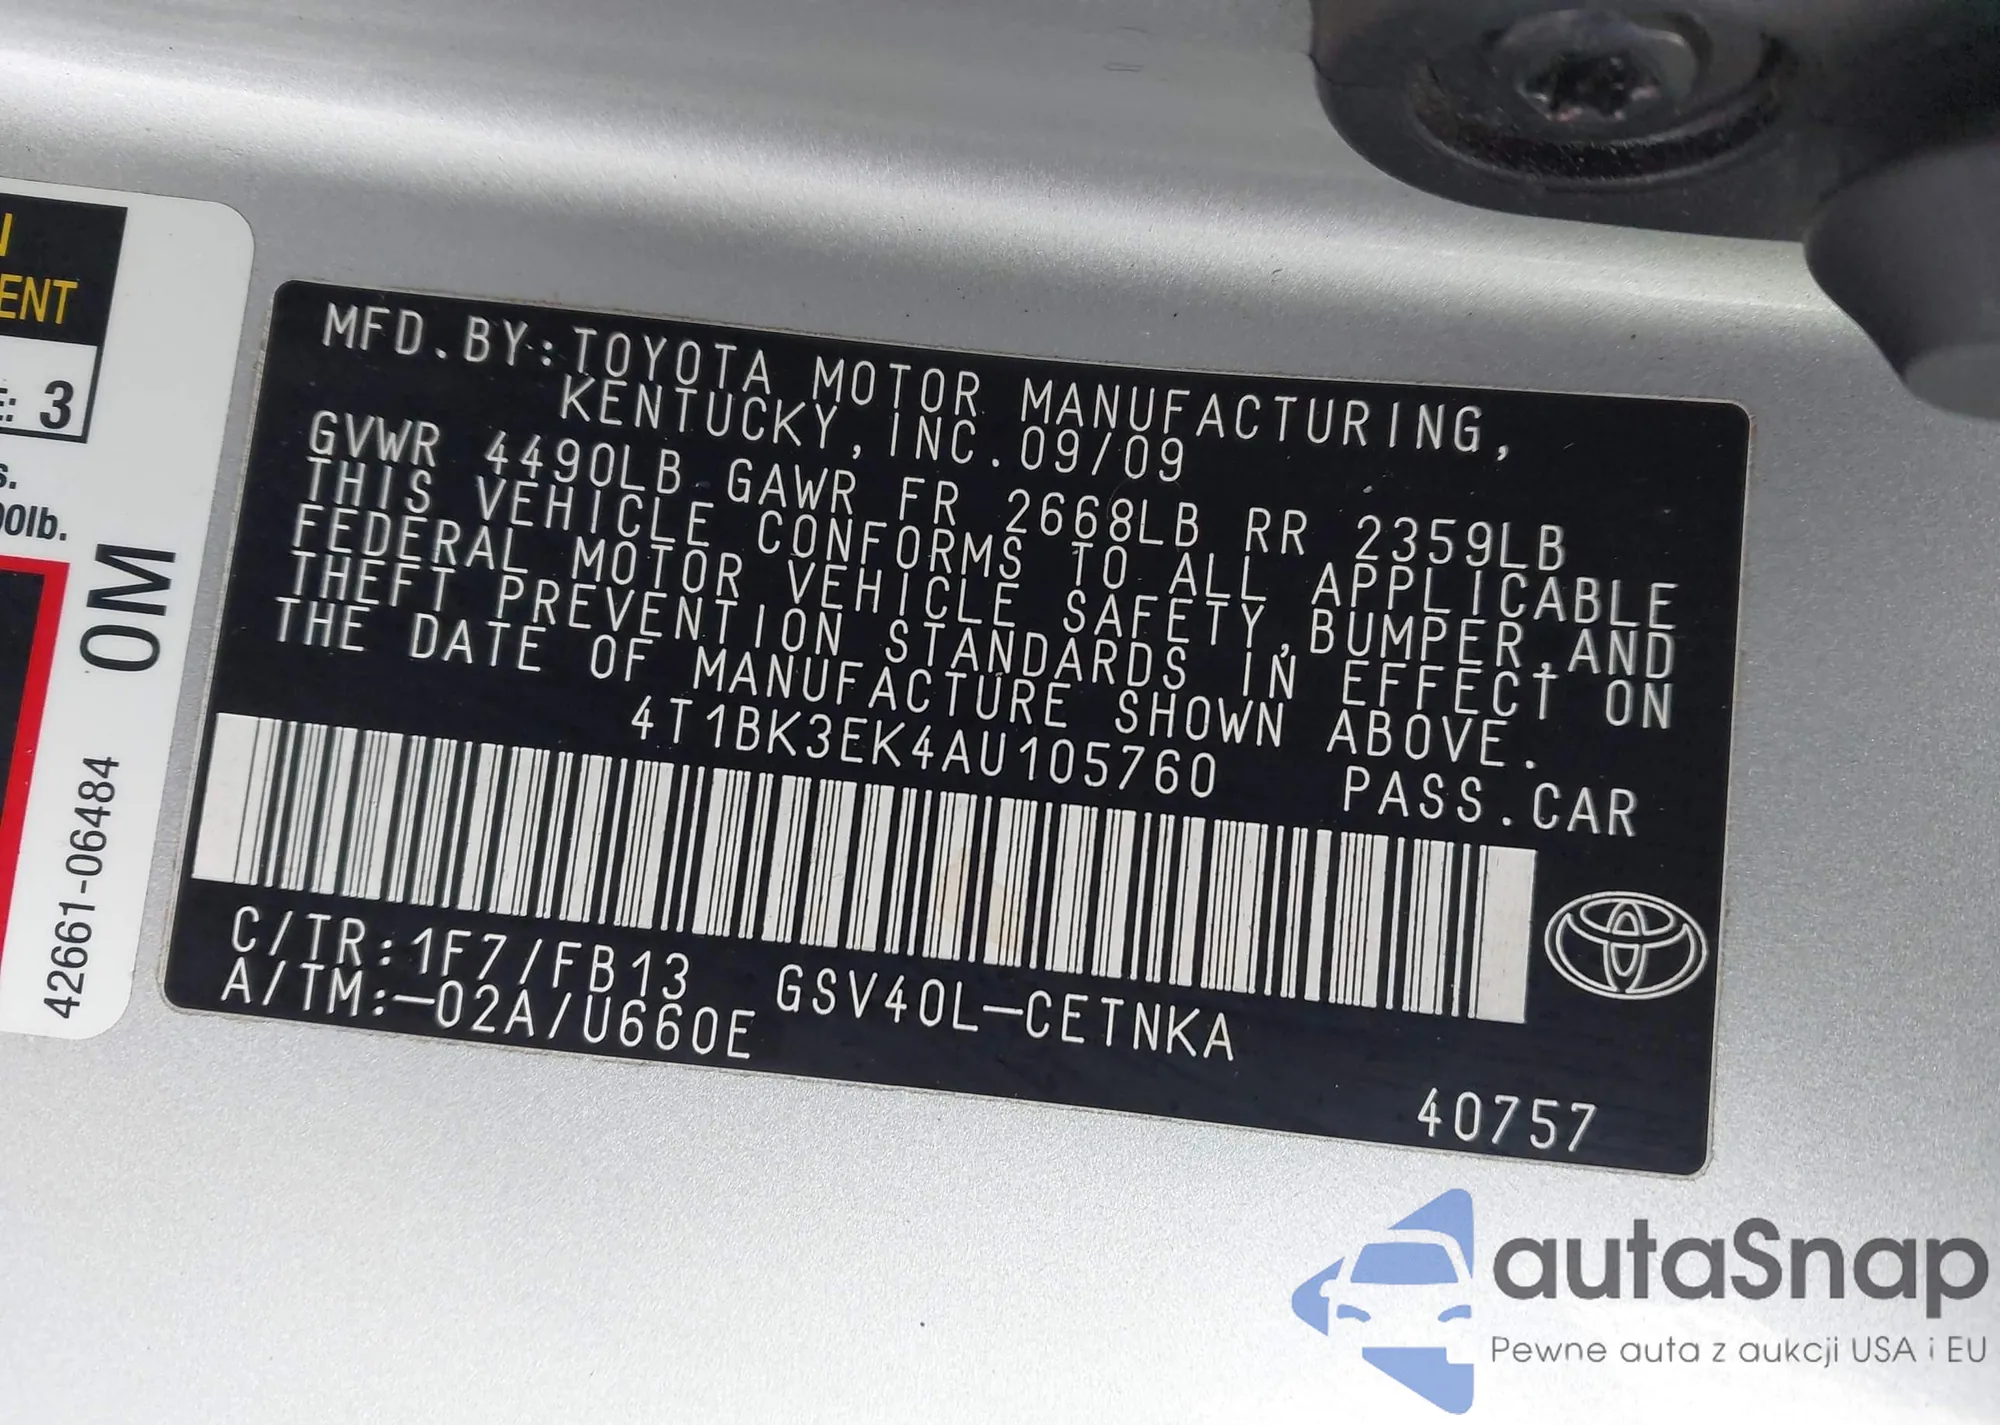 ENT
3
00lb.
OM
42661-06484
MFD.BY:TOYOTA MOTOR MANUFACTURING,
KENTUCKY,INC.09/09
GVWR 4490LB GAWR FR 2668LB RR 2359LB
THIS VEHICLE CONFORMS TO ALL APPLICABLE
FEDERAL MOTOR VEHICLE SAFETY,BUMPER,AND
THEFT PREVENTION STANDARDS IN EFFECT ON
THE DATE OF MANUFACTURE SHOWN ABOVE.
4T1BK3EK4AU105760 PASS.CAR
C/TR:1F7/FB13 GSV40L-CETNKA
A/TM:-02A/U660E
40757
autaSnap
Pewne auta z aukcji USA i EU